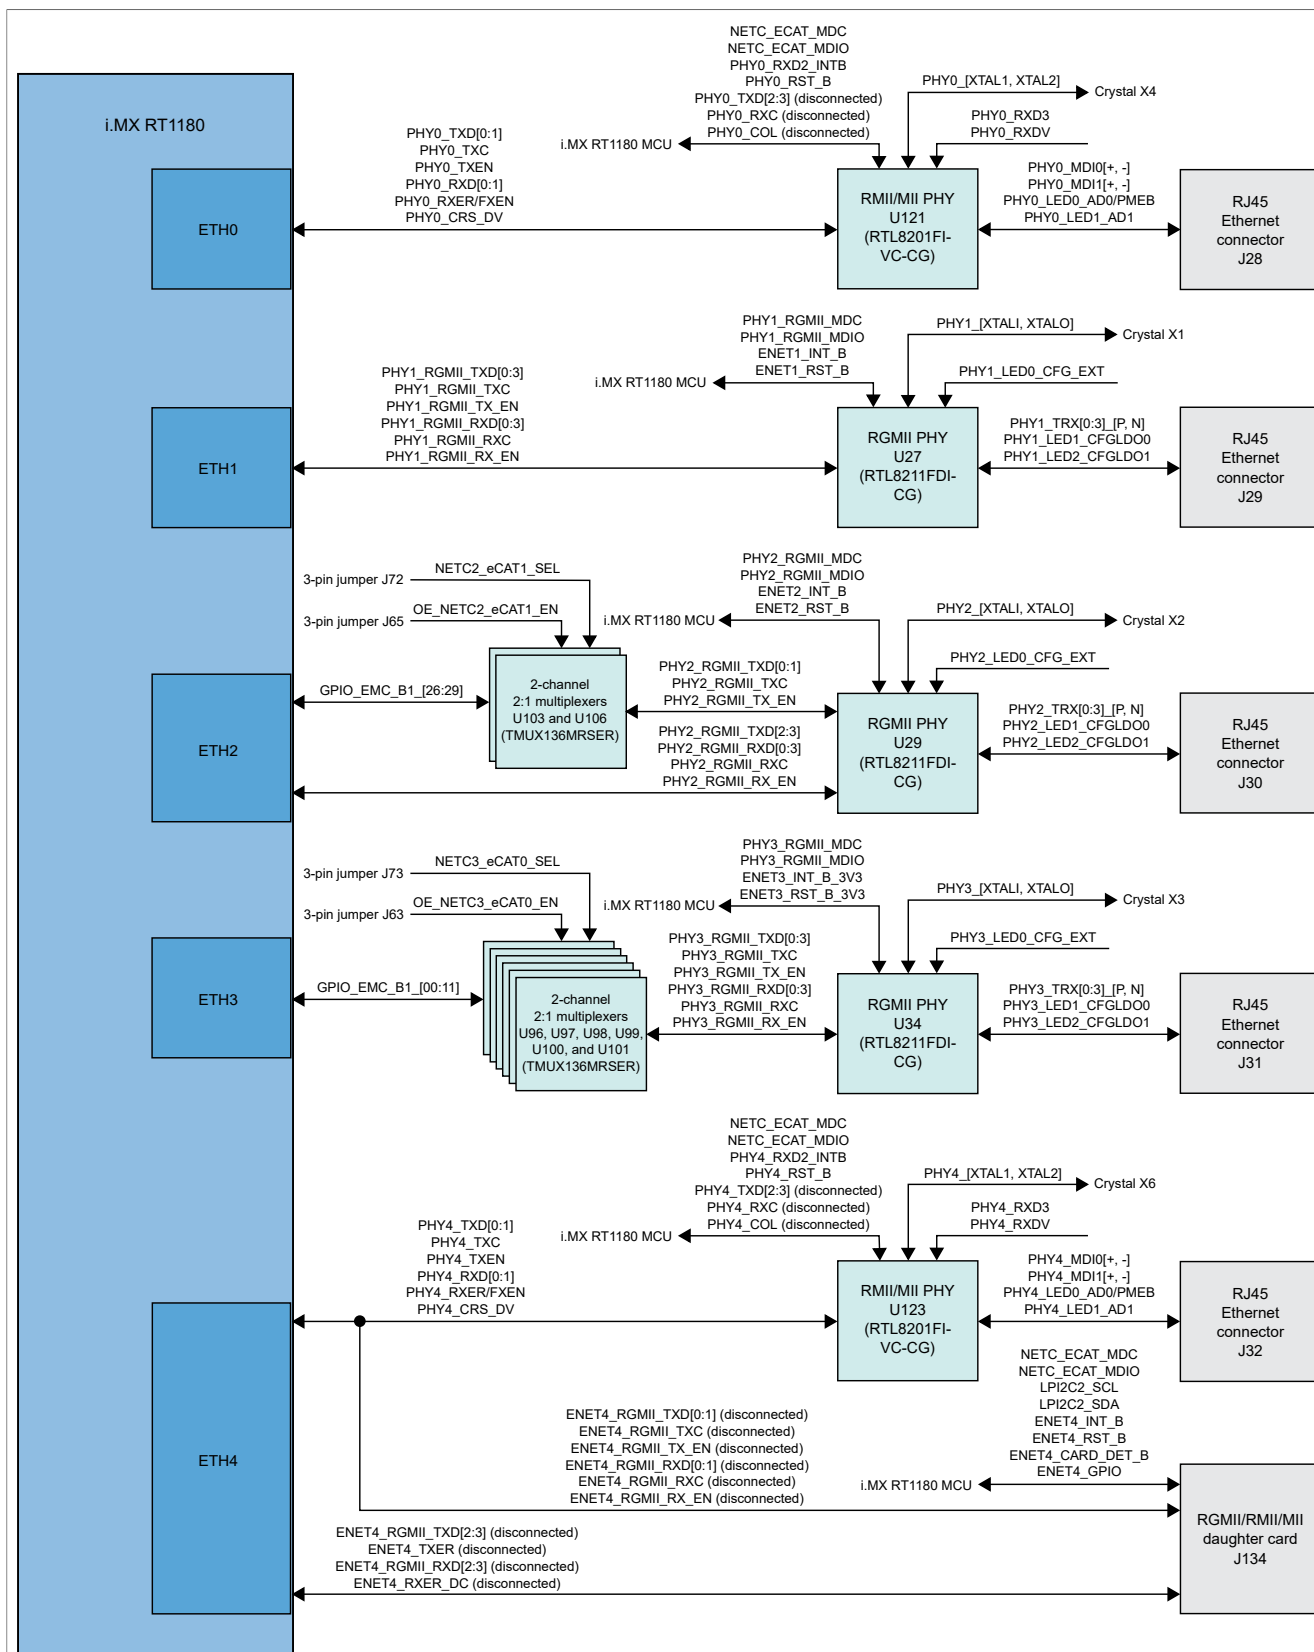 i.MX RT1180
NETC_ECAT_MDC
NETC_ECAT_MDIO
PHY0_RXD2_INTB
PHY0_RST_B
PHY0_TXD[2:3] (disconnected)
PHY0_RXC (disconnected)
PHY0_COL (disconnected)
i.MX RT1180 MCU
PHY0_[XTAL1, XTAL2]
Crystal X4
PHY0_RXD3
PHY0_RXDV
PHY0_TXD[0:1]
PHY0_TXC
PHY0_TXEN
PHY0_RXD[0:1]
PHY0_RXER/FXEN
PHY0_CRS_DV
ETH0
RMII/MII PHY
U121
(RTL8201FI-
VC-CG)
PHY0_MDI0[+, -]
PHY0_MDI1[+, -]
PHY0_LED0_AD0/PMEB
PHY0_LED1_AD1
RJ45
Ethernet
connector
J28
PHY1_RGMII_MDC
PHY1_RGMII_MDIO
ENET1_INT_B
ENET1_RST_B
i.MX RT1180 MCU
PHY1_[XTALI, XTALO]
Crystal X1
PHY1_LED0_CFG_EXT
PHY1_RGMII_TXD[0:3]
PHY1_RGMII_TXC
PHY1_RGMII_TX_EN
PHY1_RGMII_RXD[0:3]
PHY1_RGMII_RXC
PHY1_RGMII_RX_EN
ETH1
RGMII PHY
U27
(RTL8211FDI-
CG)
PHY1_TRX[0:3]_[P, N]
PHY1_LED1_CFGLDO0
PHY1_LED2_CFGLDO1
RJ45
Ethernet
connector
J29
3-pin jumper J72
NETC2_eCAT1_SEL
3-pin jumper J65
OE_NETC2_eCAT1_EN
PHY2_RGMII_MDC
PHY2_RGMII_MDIO
ENET2_INT_B
ENET2_RST_B
i.MX RT1180 MCU
PHY2_[XTALI, XTALO]
Crystal X2
PHY2_LED0_CFG_EXT
ETH2
GPIO_EMC_B1_[26:29]
2-channel
2:1 multiplexers
U103 and U106
(TMUX136MRSER)
PHY2_RGMII_TXD[0:1]
PHY2_RGMII_TXC
PHY2_RGMII_TX_EN
PHY2_RGMII_TXD[2:3]
PHY2_RGMII_RXD[0:3]
PHY2_RGMII_RXC
PHY2_RGMII_RX_EN
RGMII PHY
U29
(RTL8211FDI-
CG)
PHY2_TRX[0:3]_[P, N]
PHY2_LED1_CFGLDO0
PHY2_LED2_CFGLDO1
RJ45
Ethernet
connector
J30
3-pin jumper J73
NETC3_eCAT0_SEL
3-pin jumper J63
OE_NETC3_eCAT0_EN
PHY3_RGMII_MDC
PHY3_RGMII_MDIO
ENET3_INT_B_3V3
ENET3_RST_B_3V3
i.MX RT1180 MCU
PHY3_[XTALI, XTALO]
Crystal X3
PHY3_LED0_CFG_EXT
ETH3
GPIO_EMC_B1_[00:11]
2-channel
2:1 multiplexers
U96, U97, U98, U99,
U100, and U101
(TMUX136MRSER)
PHY3_RGMII_TXD[0:3]
PHY3_RGMII_TXC
PHY3_RGMII_TX_EN
PHY3_RGMII_RXD[0:3]
PHY3_RGMII_RXC
PHY3_RGMII_RX_EN
RGMII PHY
U34
(RTL8211FDI-
CG)
PHY3_TRX[0:3]_[P, N]
PHY3_LED1_CFGLDO0
PHY3_LED2_CFGLDO1
RJ45
Ethernet
connector
J31
NETC_ECAT_MDC
NETC_ECAT_MDIO
PHY4_RXD2_INTB
PHY4_RST_B
PHY4_TXD[2:3] (disconnected)
PHY4_RXC (disconnected)
PHY4_COL (disconnected)
i.MX RT1180 MCU
PHY4_[XTAL1, XTAL2]
Crystal X6
PHY4_RXD3
PHY4_RXDV
PHY4_TXD[0:1]
PHY4_TXC
PHY4_TXEN
PHY4_RXD[0:1]
PHY4_RXER/FXEN
PHY4_CRS_DV
RMII/MII PHY
U123
(RTL8201FI-
VC-CG)
PHY4_MDI0[+, -]
PHY4_MDI1[+, -]
PHY4_LED0_AD0/PMEB
PHY4_LED1_AD1
RJ45
Ethernet
connector
J32
ETH4
ENET4_RGMII_TXD[0:1] (disconnected)
ENET4_RGMII_TXC (disconnected)
ENET4_RGMII_TX_EN (disconnected)
ENET4_RGMII_RXD[0:1] (disconnected)
ENET4_RGMII_RXC (disconnected)
ENET4_RGMII_RX_EN (disconnected)
NETC_ECAT_MDC
NETC_ECAT_MDIO
LPI2C2_SCL
LPI2C2_SDA
ENET4_INT_B
ENET4_RST_B
ENET4_CARD_DET_B
ENET4_GPIO
i.MX RT1180 MCU
ENET4_RGMII_TXD[2:3] (disconnected)
ENET4_TXER (disconnected)
ENET4_RGMII_RXD[2:3] (disconnected)
ENET4_RXER_DC (disconnected)
RGMII/RMII/MII
daughter card
J134